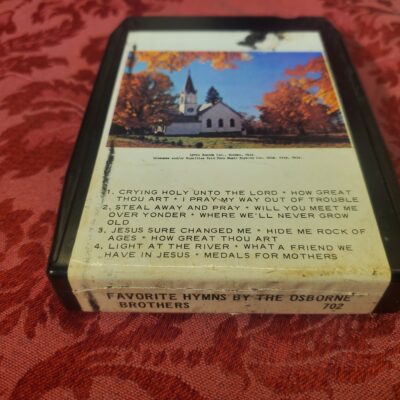 1. CRYING HOLY UNTO THE LORD * HOW GREAT
THOU ART * I PRAY MY WAY OUT OF TROUBLE
2. STEAL AWAY AND PRAY * WILL YOU MEET ME
OVER YONDER * WHERE WE'LL NEVER GROW
OLD
3. JESUS SURE CHANGED ME * HIDE ME ROCK OF
AGES * HOW GREAT THOU ART
4. LIGHT AT THE RIVER * WHAT A FRIEND WE
HAVE IN JESUS * MEDALS FOR MOTHERS
FAVORITE HYMNS BY THE OSBORNE
BROTHERS 702